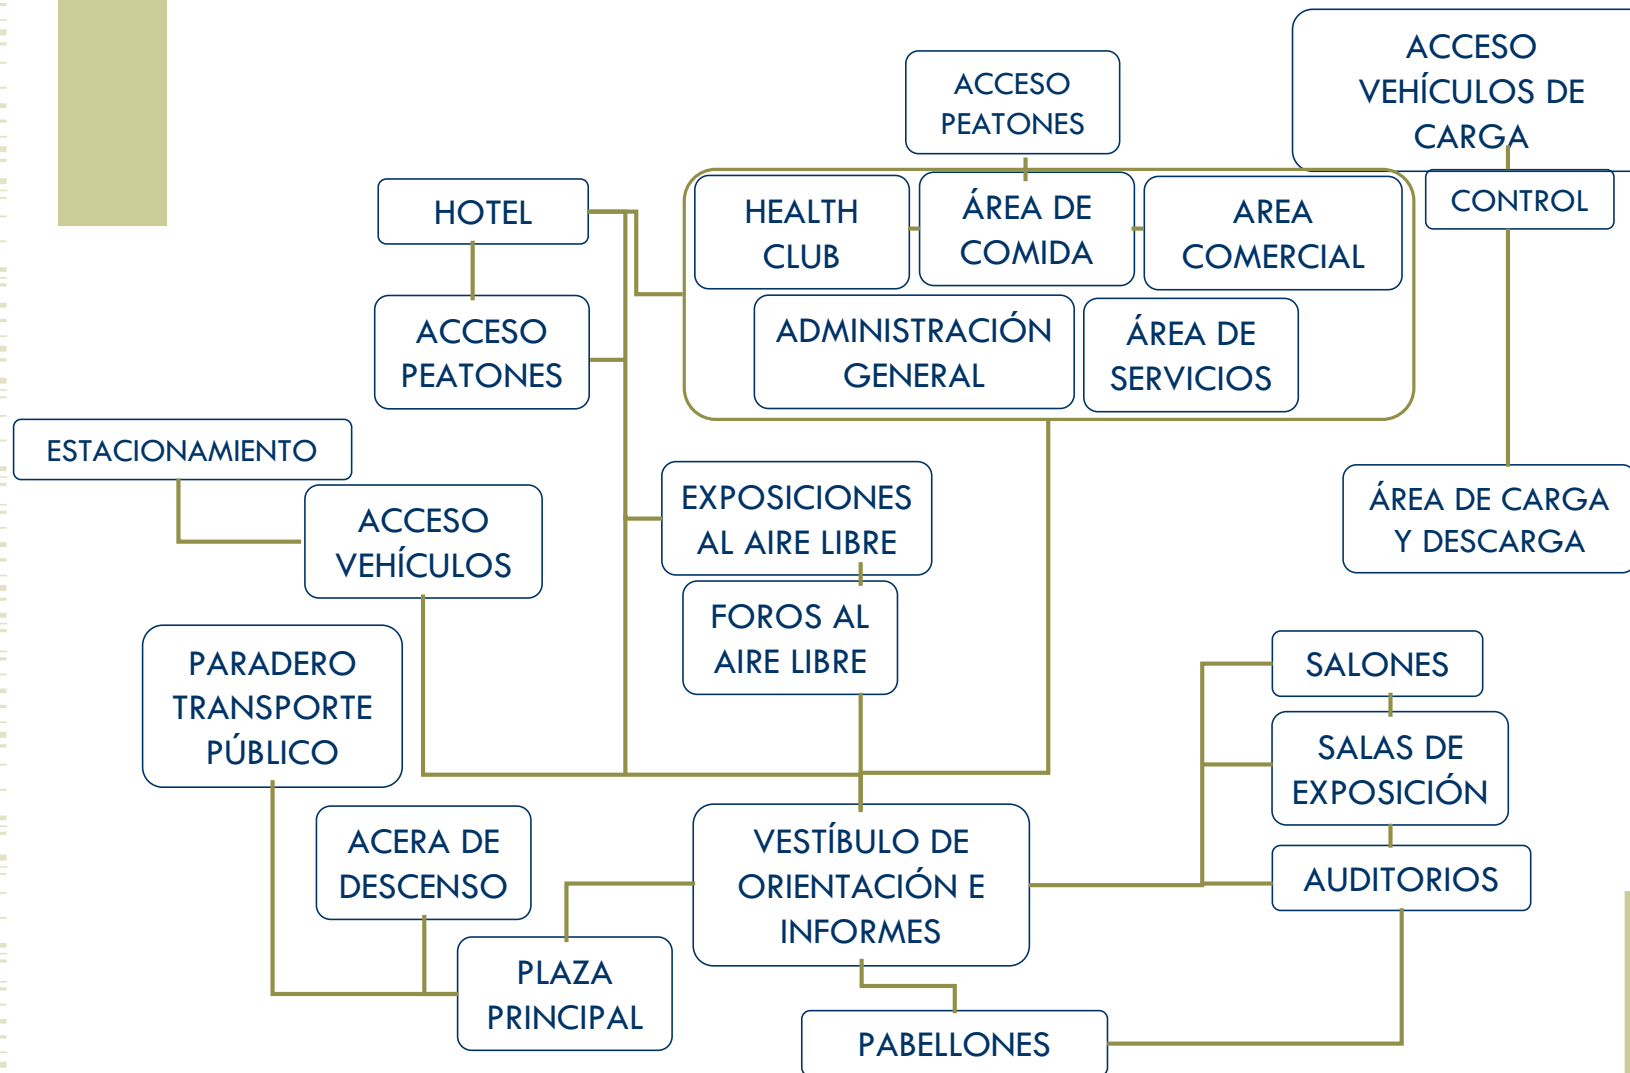 ACCESO
VEHÍCULOS DE
CARGA
ACCESO
PEATONES
CONTROL
HOTEL
HEALTH
CLUB
ÁREA DE
COMIDA
AREA
COMERCIAL
ADMINISTRACIÓN
GENERAL
ÁREA DE
SERVICIOS
ACCESO
PEATONES
ESTACIONAMIENTO
ACCESO
VEHÍCULOS
EXPOSICIONES
AL AIRE LIBRE
ÁREA DE CARGA
Y DESCARGA
FOROS AL
AIRE LIBRE
PARADERO
TRANSPORTE
PÚBLICO
SALONES
SALAS DE
EXPOSICIÓN
ACERA DE
DESCENSO
VESTÍBULO DE
ORIENTACIÓN E
INFORMES
AUDITORIOS
PLAZA
PRINCIPAL
PABELLONES